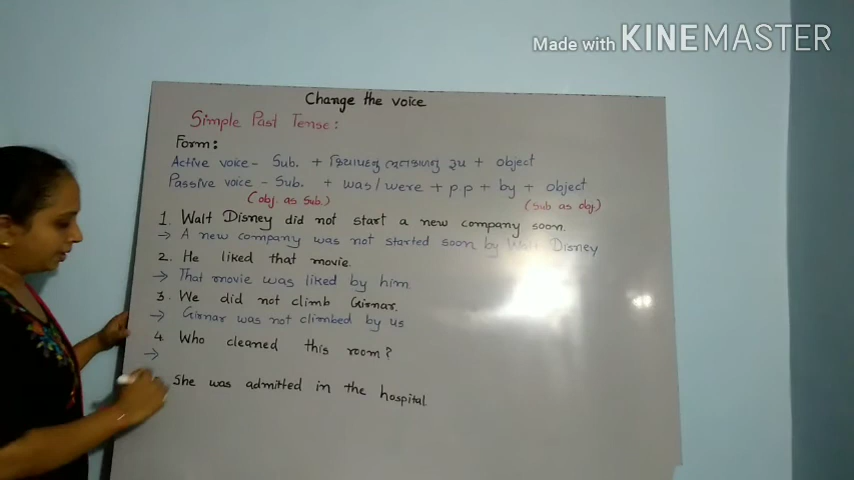 Made with KINEMASTER
Change the voice
Simple Past Tense:
Form:
Active voice - Sub. + ક્રિયાપદનું ભૂતકાળનું રૂપ + object
Passive voice - Sub. + was/were + p p + by + object
(obj. as Sub.) (Sub as obj)
1. Walt Disney did not start a new company soon.
→ A new company was not started soon by Walt Disney
2. He liked that movie.
→ That movie was liked by him
3. We did not climb Girnar.
→ Girnar was not climbed by us
4. Who cleaned this room?
→
She was admitted in the hospital